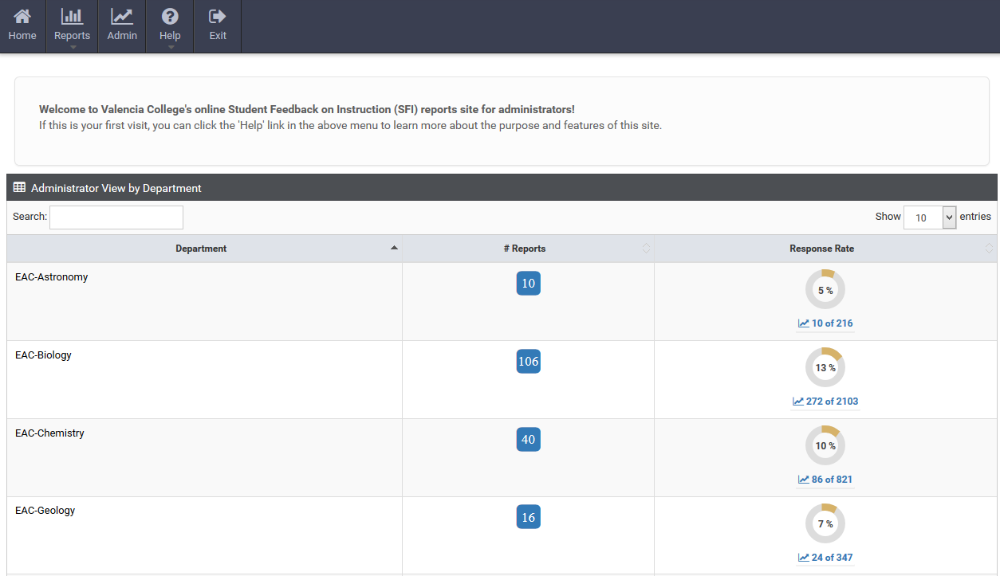 Home
Reports
Admin
Help
Exit
Welcome to Valencia College's online Student Feedback on Instruction (SFI) reports site for administrators!
If this is your first visit, you can click the 'Help' link in the above menu to learn more about the purpose and features of this site.
Administrator View by Department
Search:
Show 10 entries
Department # Reports Response Rate
EAC-Astronomy
10
5 %
10 of 216
EAC-Biology
106
13 %
272 of 2103
EAC-Chemistry
40
10 %
86 of 821
EAC-Geology
16
7 %
24 of 347